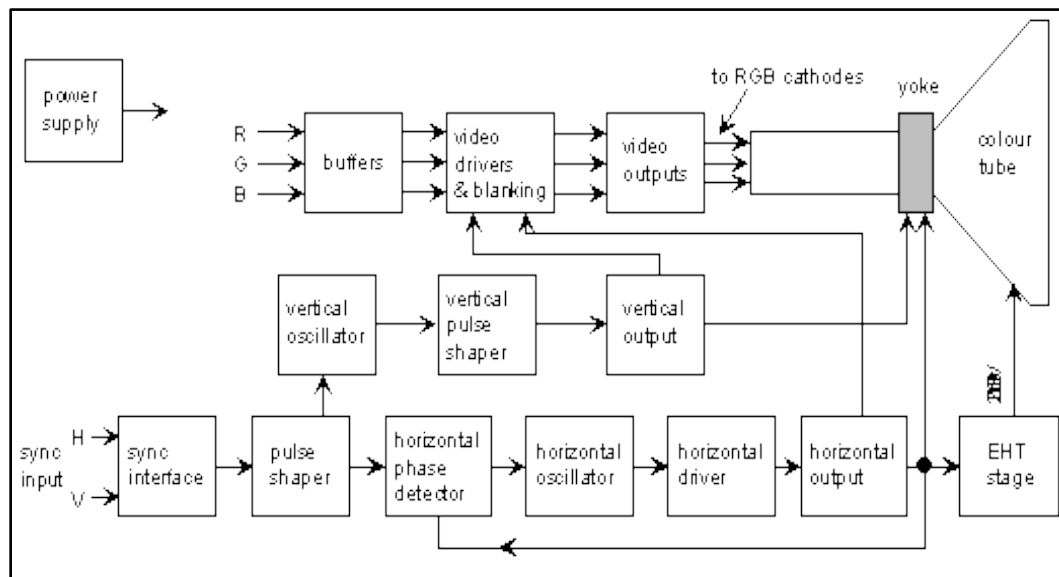 power
supply
R
G
B
buffers
video
drivers
& blanking
video
outputs
to RGB cathodes
yoke
colour
tube
vertical
oscillator
vertical
pulse
shaper
vertical
output
sync
input
H
V
sync
interface
pulse
shaper
horizontal
phase
detector
horizontal
oscillator
horizontal
driver
horizontal
output
EHT
stage